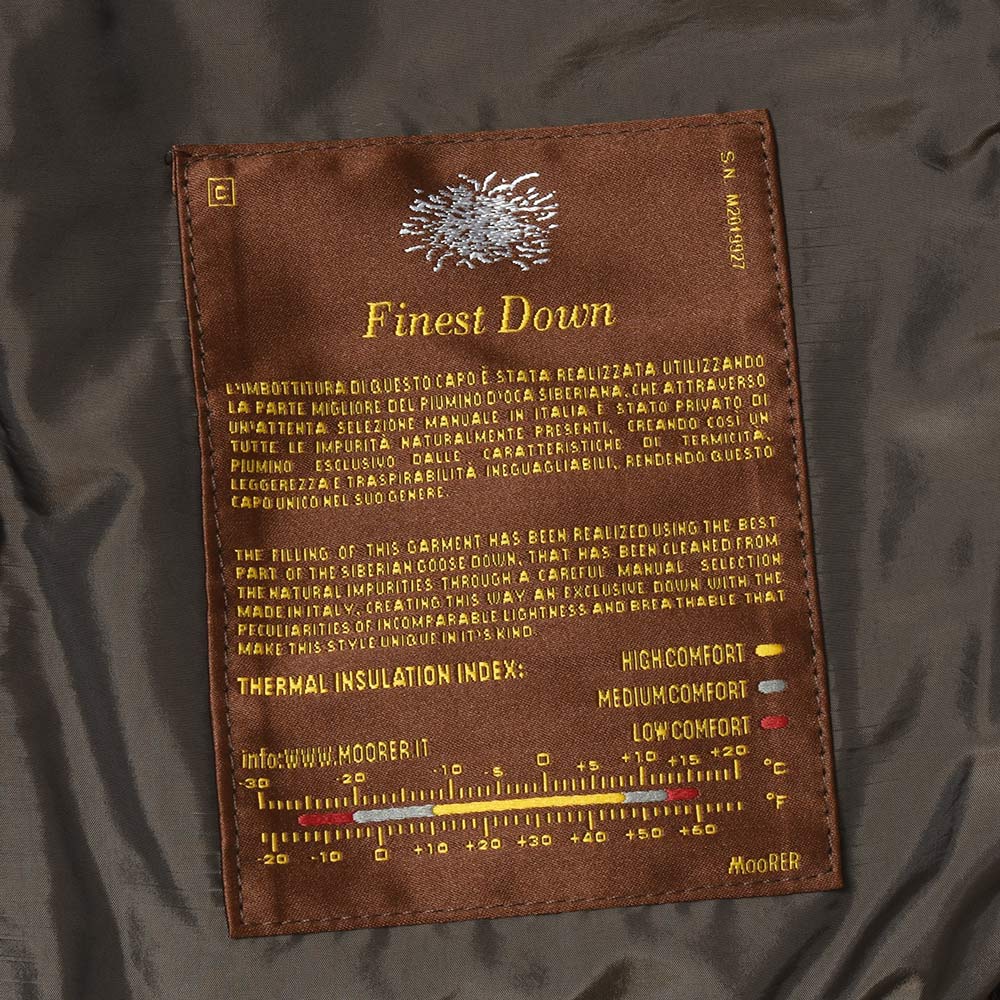 C
S.N. M2019927
Finest Down
L'IMBOTTITURA DI QUESTO CAPO È STATA REALIZZATA UTILIZZANDO
LA PARTE MIGLIORE DEL PIUMINO D'OCA SIBERIANA, CHE ATTRAVERSO
UN'ATTENTA SELEZIONE MANUALE IN ITALIA È STATO PRIVATO DI
TUTTE LE IMPURITÀ NATURALMENTE PRESENTI, CREANDO COSÌ UN
PIUMINO ESCLUSIVO DALLE CARATTERISTICHE DI TERMICITÀ,
LEGGEREZZA E TRASPIRABILITÀ INEGUAGLIABILI, RENDENDO QUESTO
CAPO UNICO NEL SUO GENERE.
THE FILLING OF THIS GARMENT HAS BEEN REALIZED USING THE BEST
PART OF THE SIBERIAN GOOSE DOWN, THAT HAS BEEN CLEANED FROM
THE NATURAL IMPURITIES THROUGH A CAREFUL MANUAL SELECTION
MADE IN ITALY, CREATING THIS WAY AN EXCLUSIVE DOWN WITH THE
PECULIARITIES OF INCOMPARABLE LIGHTNESS AND BREATHABLE THAT
MAKE THIS STYLE UNIQUE IN IT'S KIND.
THERMAL INSULATION INDEX:
HIGH COMFORT
MEDIUM COMFORT
LOW COMFORT
info:WWW.MOORER.IT
-30 -20 -10 -5 0 +5 +10 +15 +20 °C
-20 -10 0 +10 +20 +30 +40 +50 +60 °F
MooRER